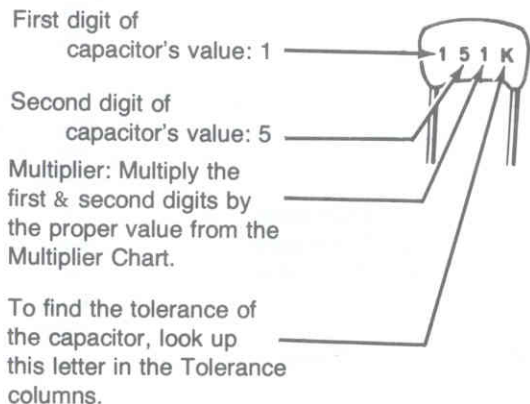 First digit of
capacitor's value: 1
1 5 1 K
Second digit of
capacitor's value: 5
Multiplier: Multiply the
first & second digits by
the proper value from the
Multiplier Chart.
To find the tolerance of
the capacitor, look up
this letter in the Tolerance
columns.